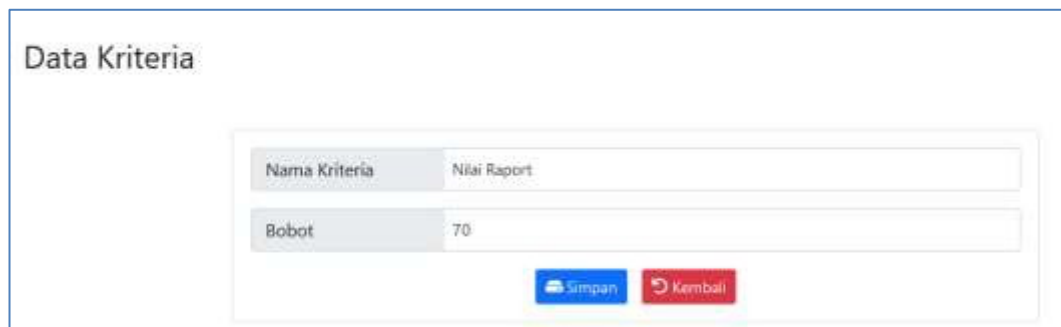 Data Kriteria
Nama Kriteria Nilai Raport
Bobot 70
Simpan Kembali